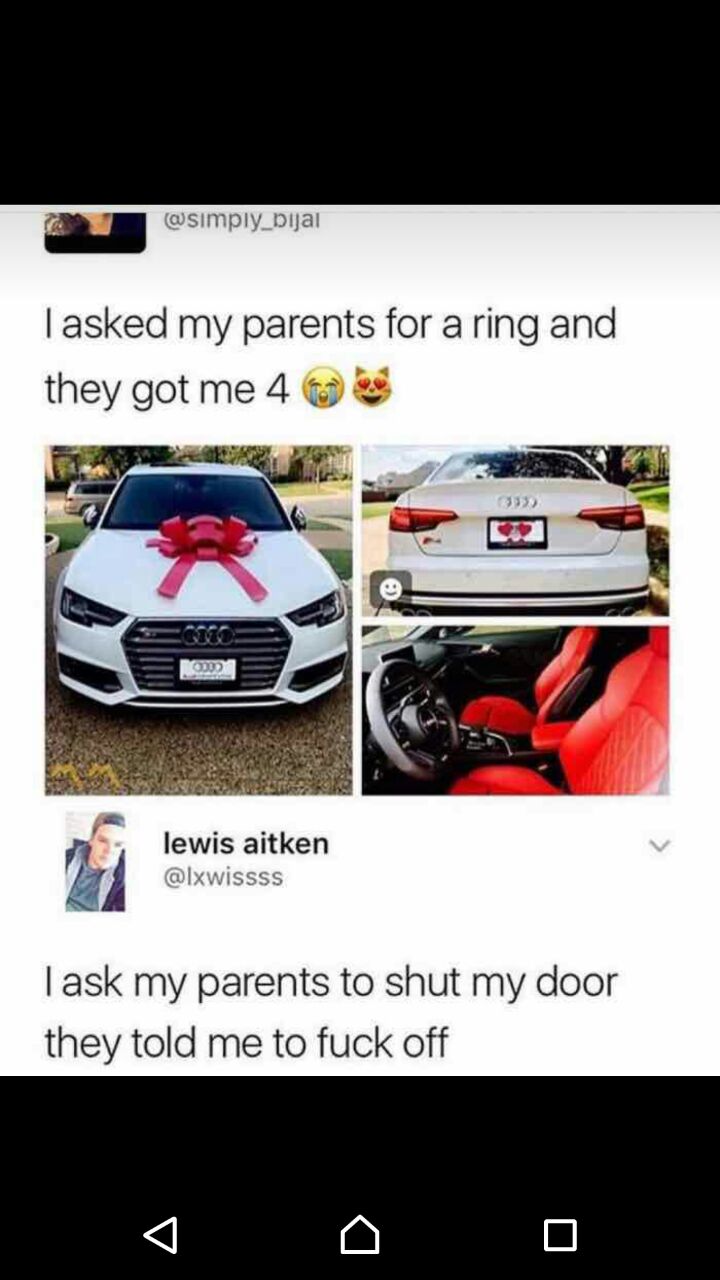 @simply_bijal
I asked my parents for a ring and
they got me 4 😭😻
lewis aitken
@lxwissss
I ask my parents to shut my door
they told me to fuck off